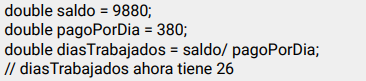 double saldo = 9880;
double pagoPorDia = 380;
double diasTrabajados = saldo/ pagoPorDia;
// diasTrabajados ahora tiene 26